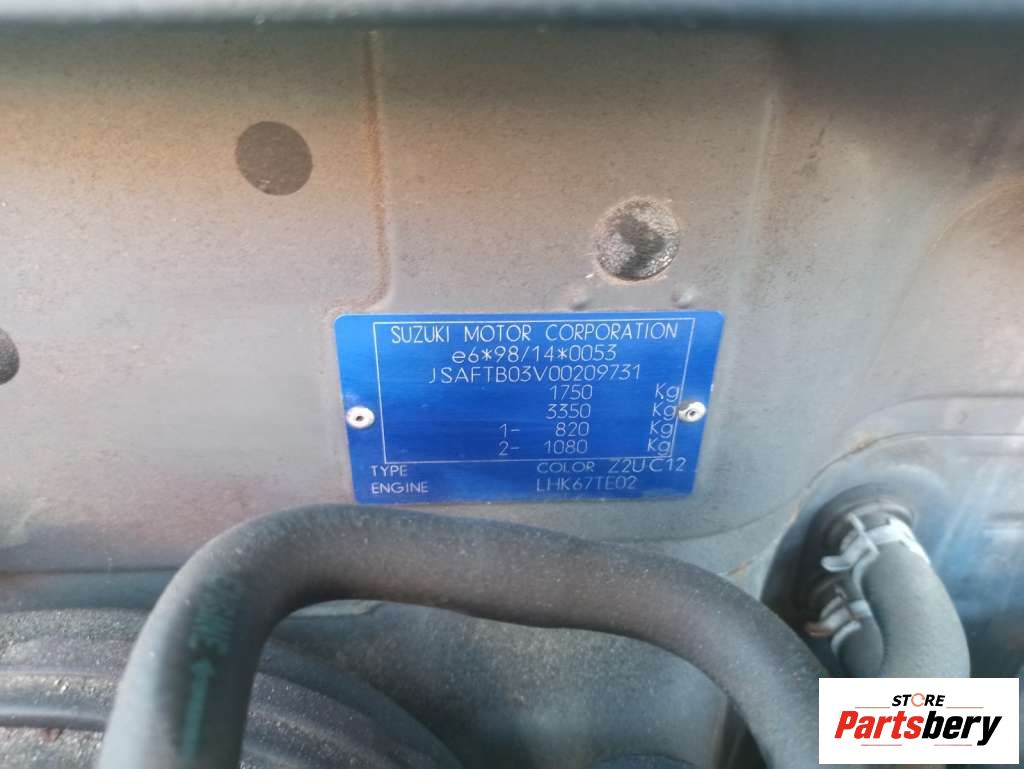 SUZUKI MOTOR CORPORATION
e6*98/14*0053
JSAFTB03V00209731
1750 Kg
3350 Kg
1- 820 Kg
2- 1080 Kg
TYPE COLOR Z2U C12
ENGINE LHK67TE02
STORE
Partsbery